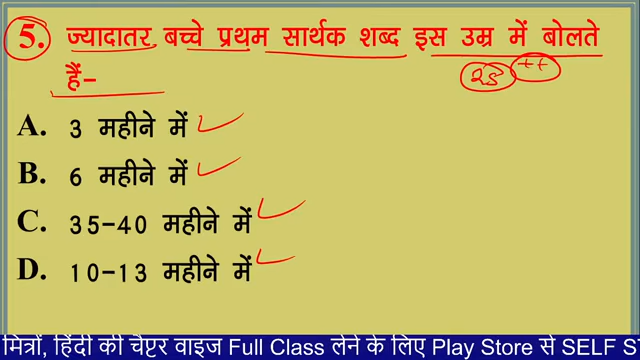 5. ज्यादातर बच्चे प्रथम सार्थक शब्द इस उम्र में बोलते
हैं-
25 ++
A. 3 महीने में
B. 6 महीने में
C. 35-40 महीने में
D. 10-13 महीने में
मित्रों, हिंदी की चैप्टर वाइज Full Class लेने के लिए Play Store से SELF S